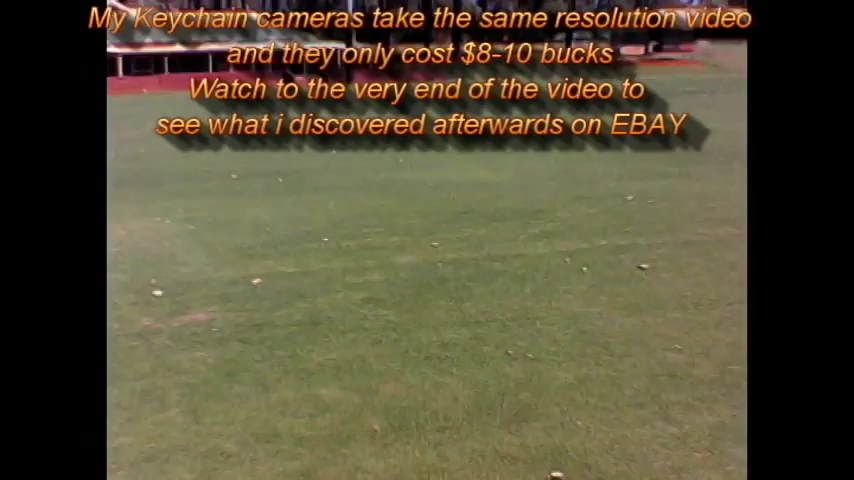 My Keychain cameras take the same resolution video
and they only cost $8-10 bucks
Watch to the very end of the video to
see what i discovered afterwards on EBAY